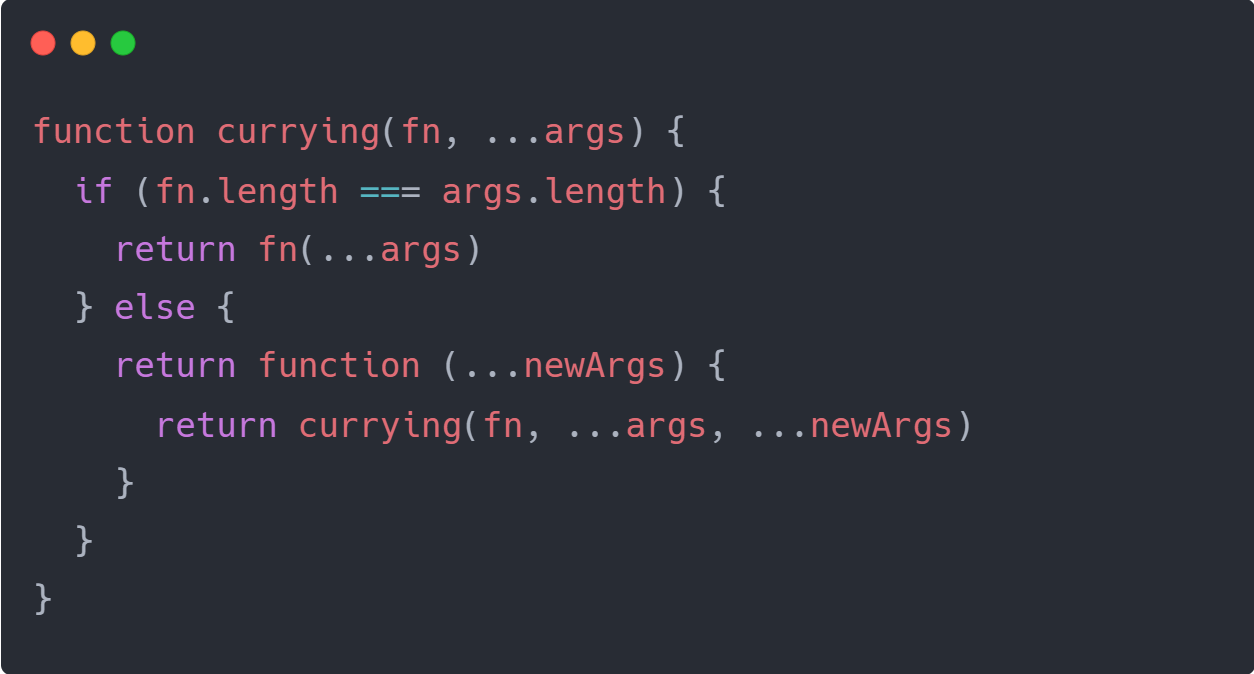 function currying(fn, ...args) {
  if (fn.length === args.length) {
    return fn(...args)
  } else {
    return function (...newArgs) {
      return currying(fn, ...args, ...newArgs)
    }
  }
}